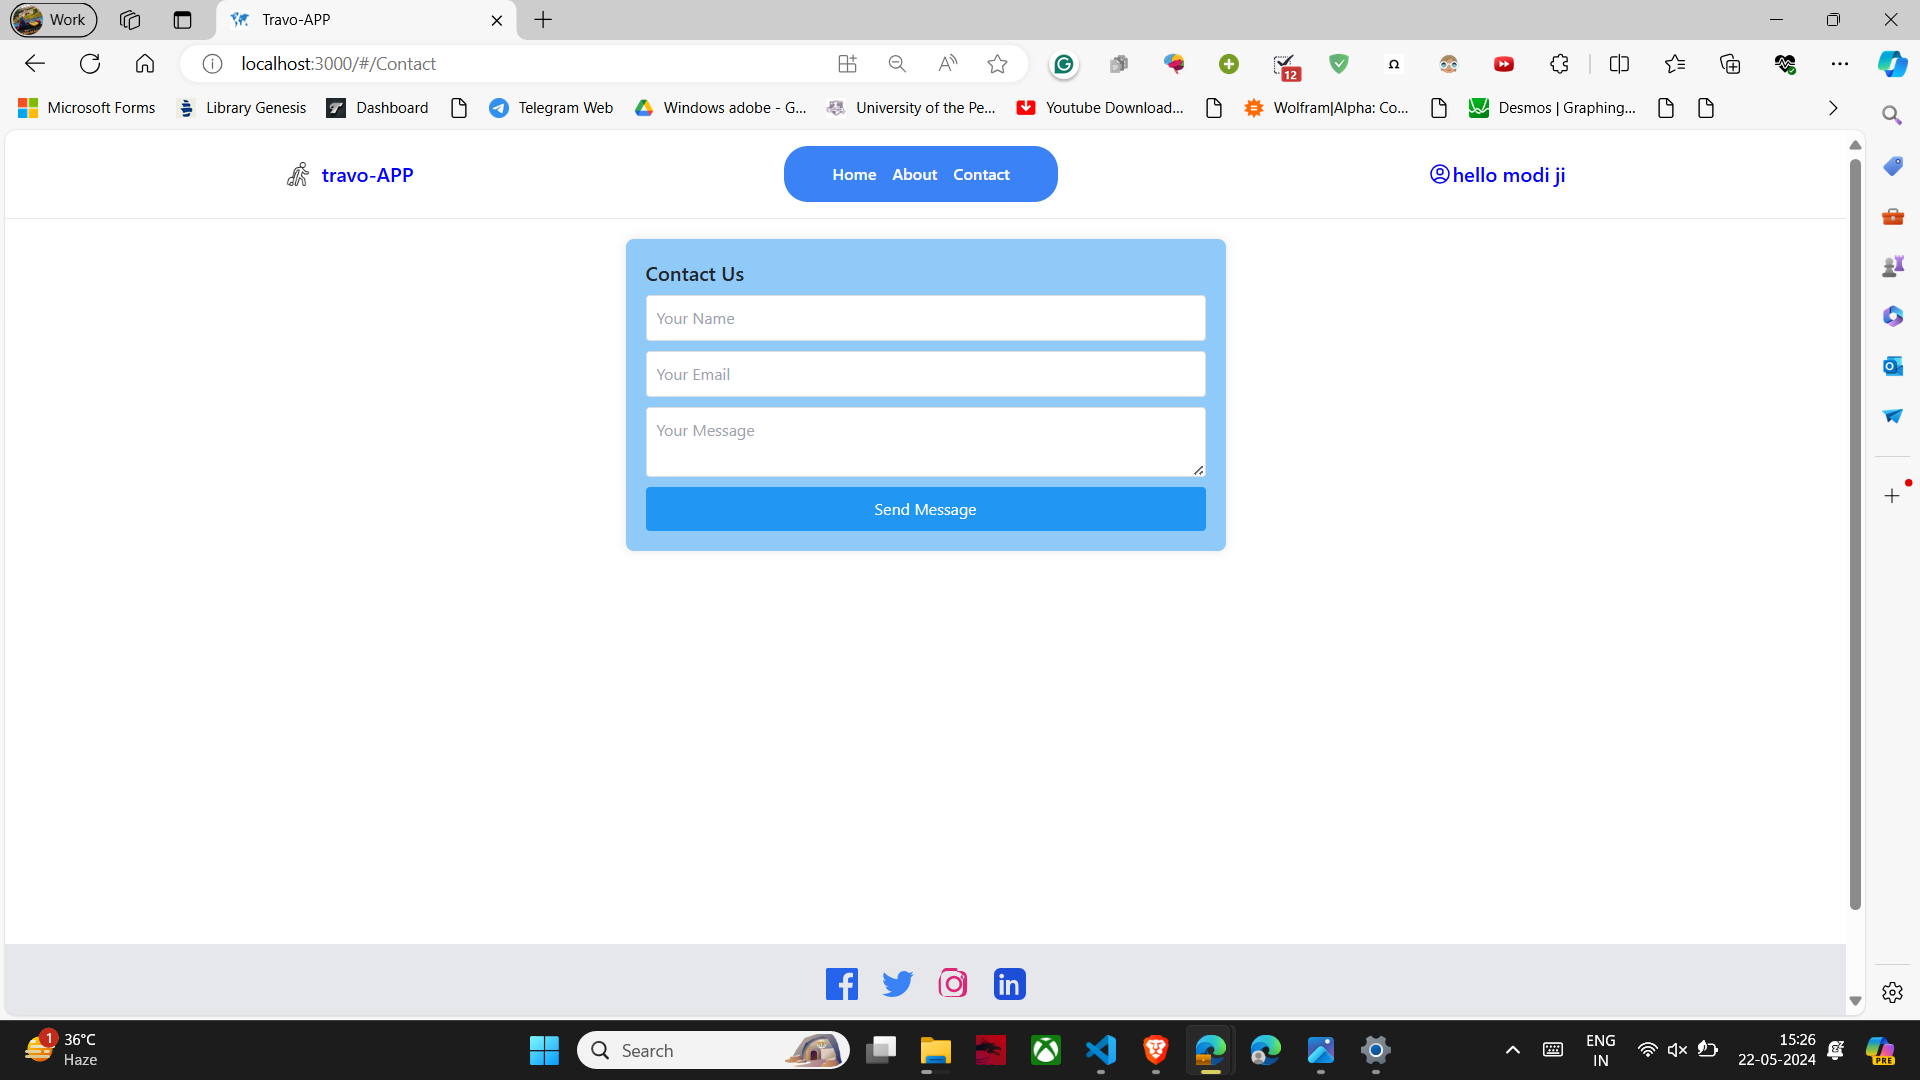 Work
Travo-APP
localhost:3000/#/Contact
12
Microsoft Forms
Library Genesis
Dashboard
Telegram Web
Windows adobe - G...
University of the Pe...
Youtube Download...
Wolfram|Alpha: Co...
Desmos | Graphing...
travo-APP
Home
About
Contact
hello modi ji
Contact Us
Your Name
Your Email
Your Message
Send Message
1
36°C
Haze
Search
ENG
IN
15:26
22-05-2024
PRE